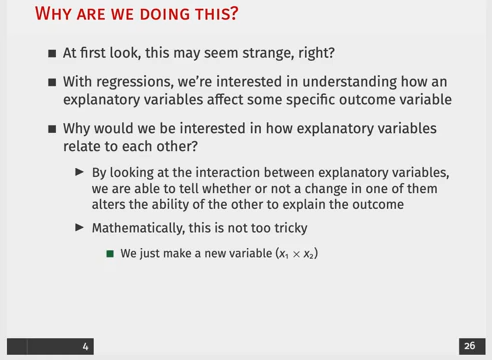 Why are we doing this?
■ At first look, this may seem strange, right?
■ With regressions, we're interested in understanding how an
explanatory variables affect some specific outcome variable
■ Why would we be interested in how explanatory variables
relate to each other?
▶ By looking at the interaction between explanatory variables,
we are able to tell whether or not a change in one of them
alters the ability of the other to explain the outcome
▶ Mathematically, this is not too tricky
■ We just make a new variable (x₁ × x₂)
4
26